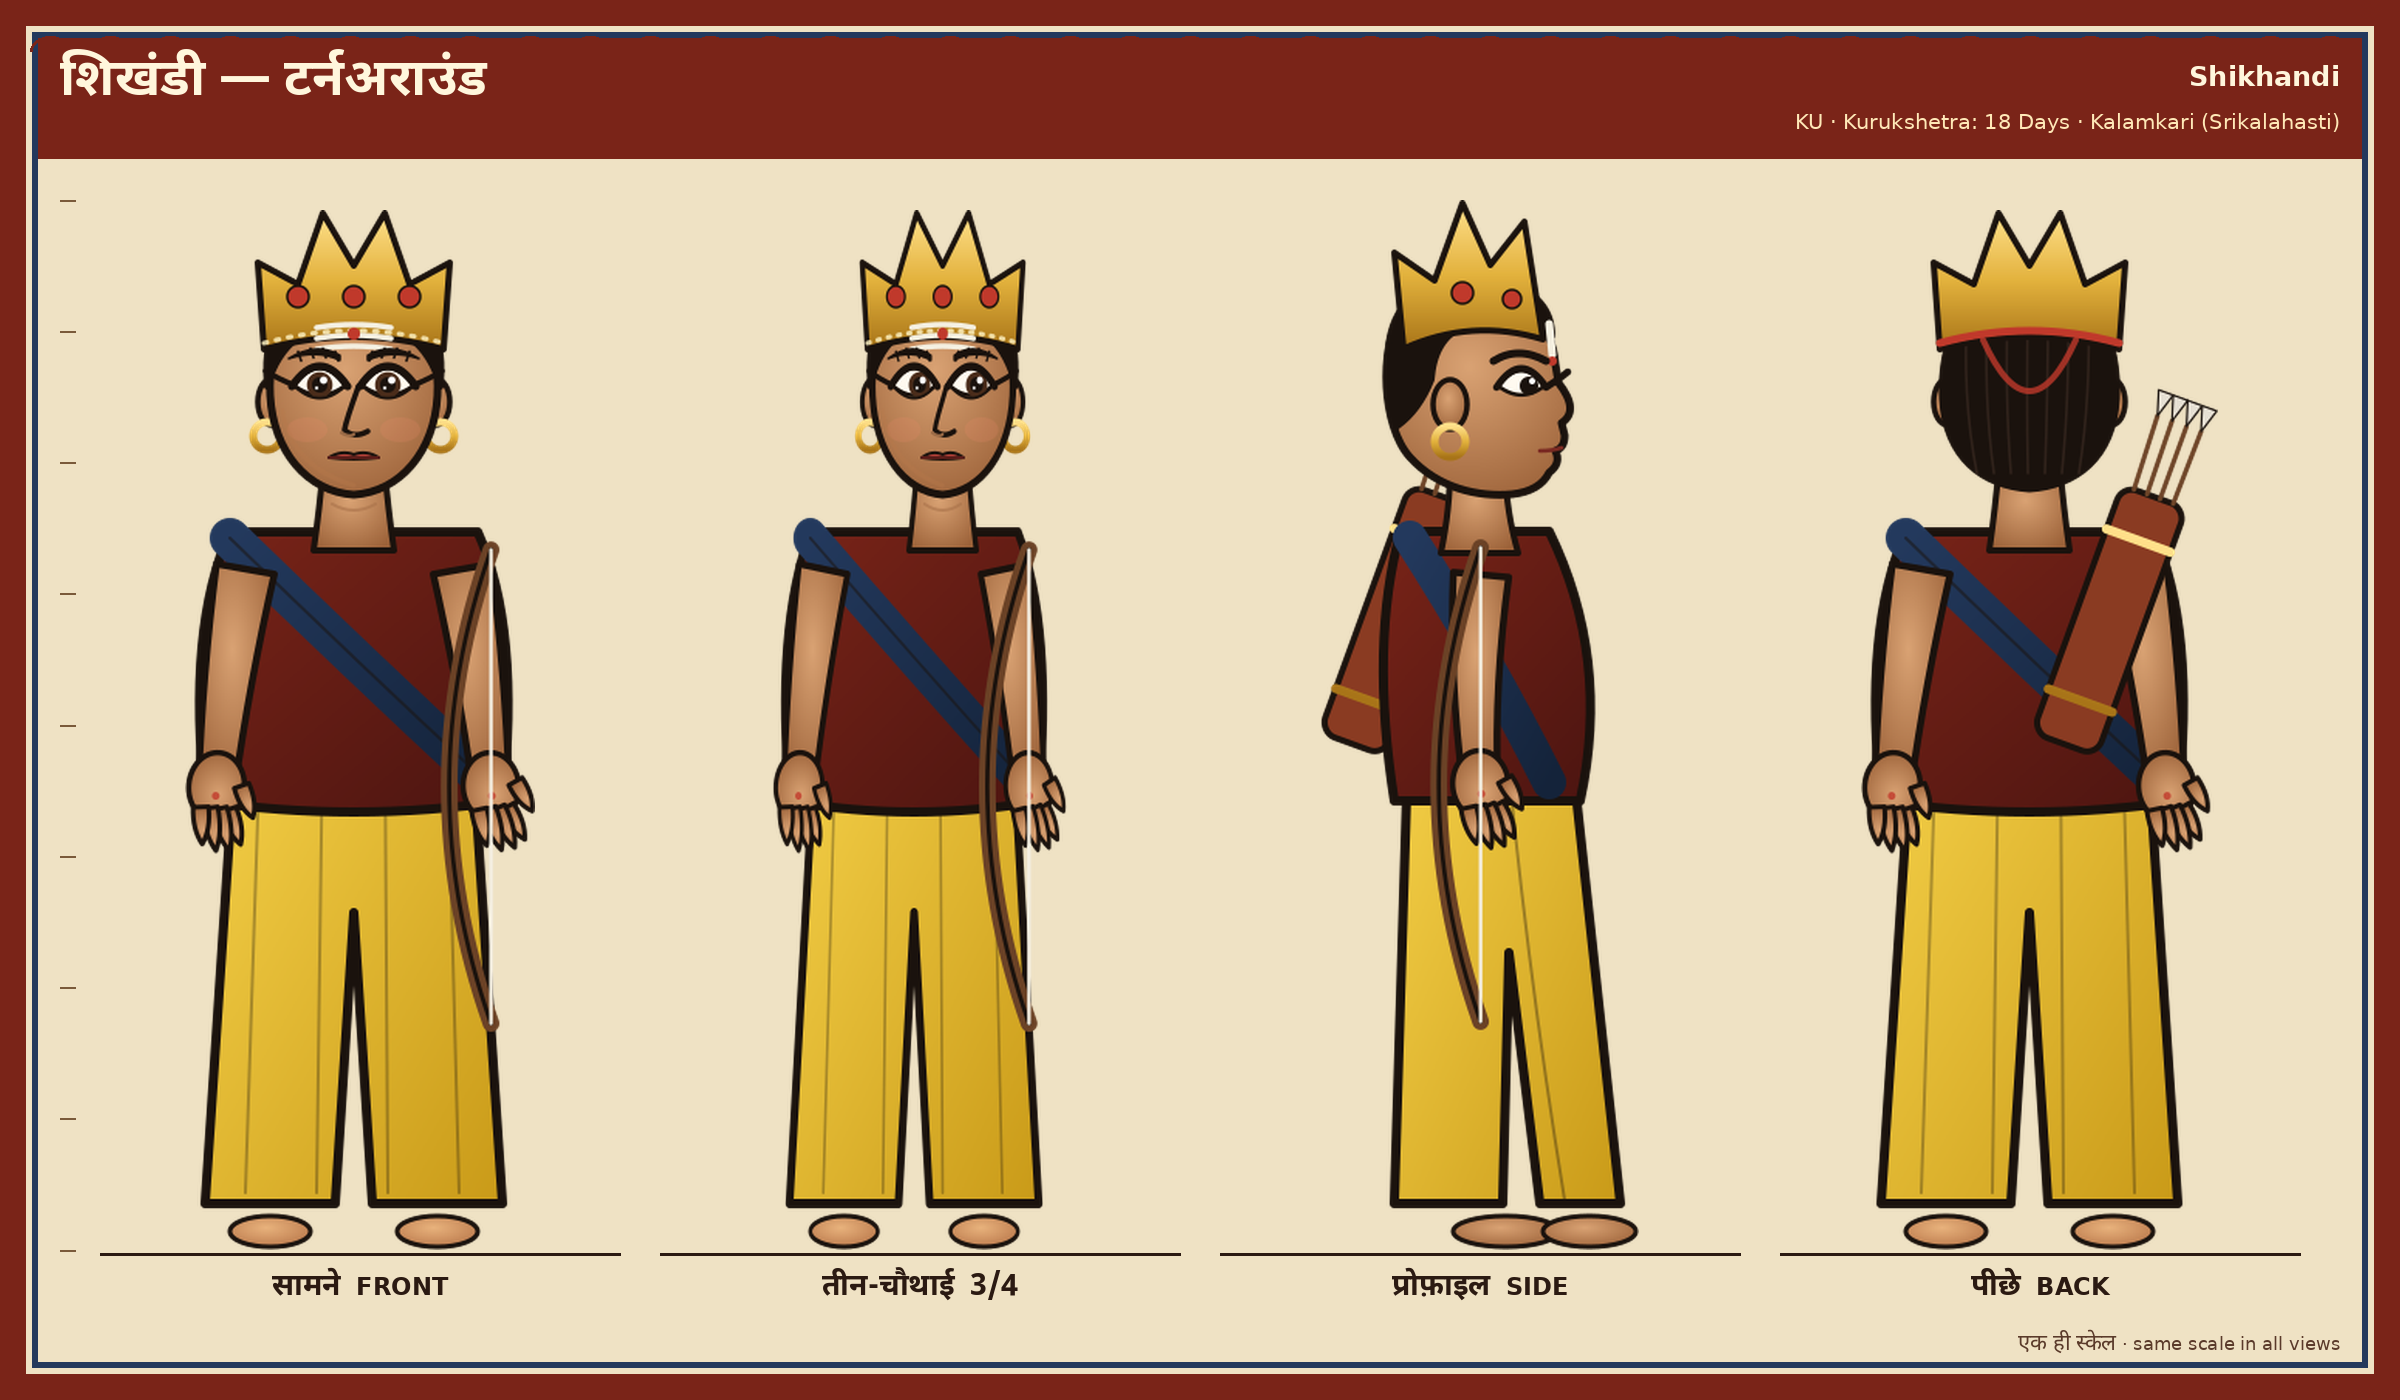 शिखंडी — टर्नअराउंड
Shikhandi
KU · Kurukshetra: 18 Days · Kalamkari (Srikalahasti)
सामने FRONT
तीन-चौथाई 3/4
प्रोफ़ाइल SIDE
पीछे BACK
एक ही स्केल · same scale in all views